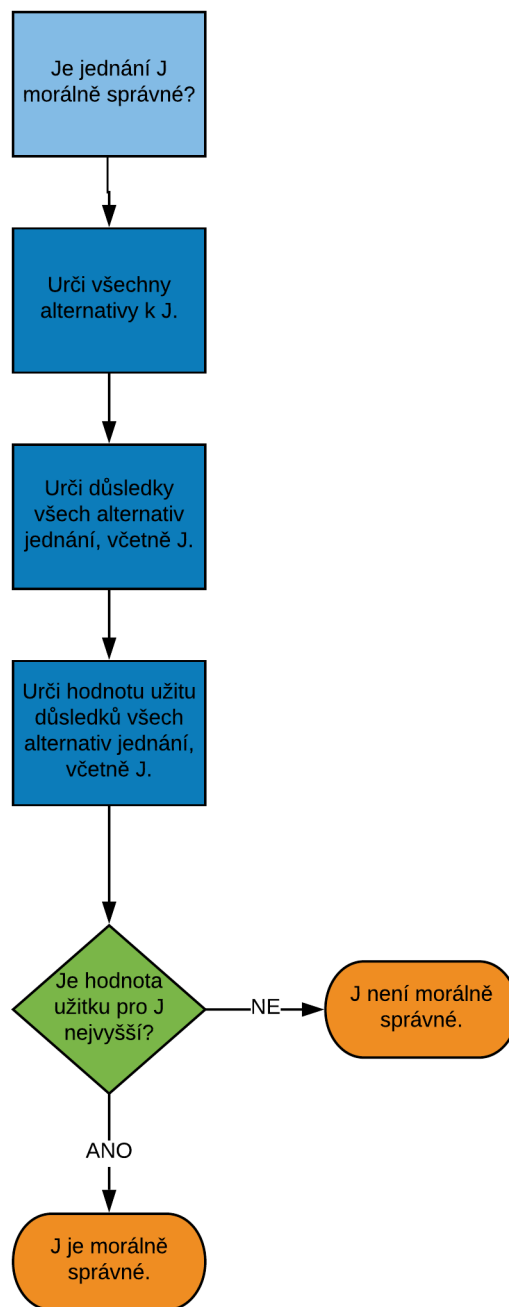 Je jednání J
morálně správné?
Urči všechny
alternativy k J.
Urči důsledky
všech alternativ
jednání, včetně J.
Urči hodnotu užitu
důsledků všech
alternativ jednání,
včetně J.
Je hodnota
užitku pro J
nejvyšší?
NE
J není morálně
správné.
ANO
J je morálně
správné.